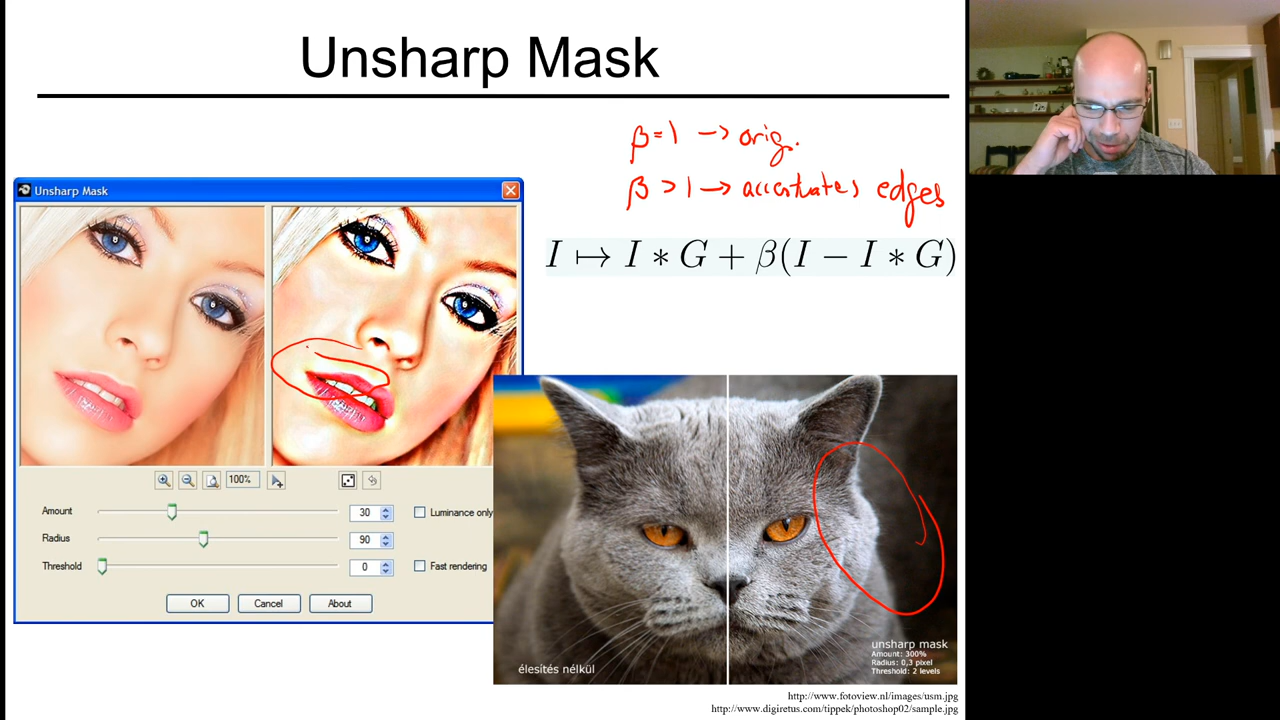 Unsharp Mask
β=1 → orig.
β >1 → accentuates edges
I ↦ I ∗ G + β(I − I ∗ G)
Unsharp Mask
100%
Amount 30 Luminance only
Radius 90
Threshold 0 Fast rendering
OK Cancel About
élesítés nélkül
unsharp mask
Amount: 300%
Radius: 0,3 pixel
Threshold: 2 levels
http://www.fotoview.nl/images/usm.jpg
http://www.digiretus.com/tippek/photoshop02/sample.jpg